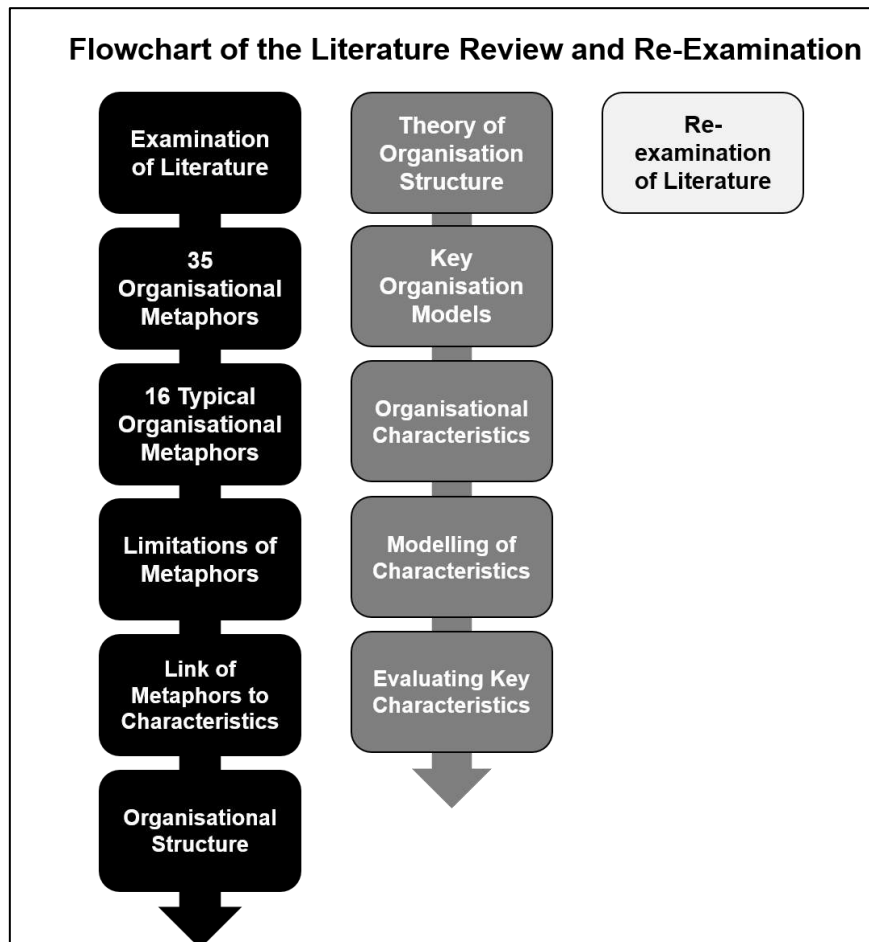 Flowchart of the Literature Review and Re-Examination
Examination
of Literature
35
Organisational
Metaphors
16 Typical
Organisational
Metaphors
Limitations of
Metaphors
Link of
Metaphors to
Characteristics
Organisational
Structure
Theory of
Organisation
Structure
Key
Organisation
Models
Organisational
Characteristics
Modelling of
Characteristics
Evaluating Key
Characteristics
Re-
examination
of Literature